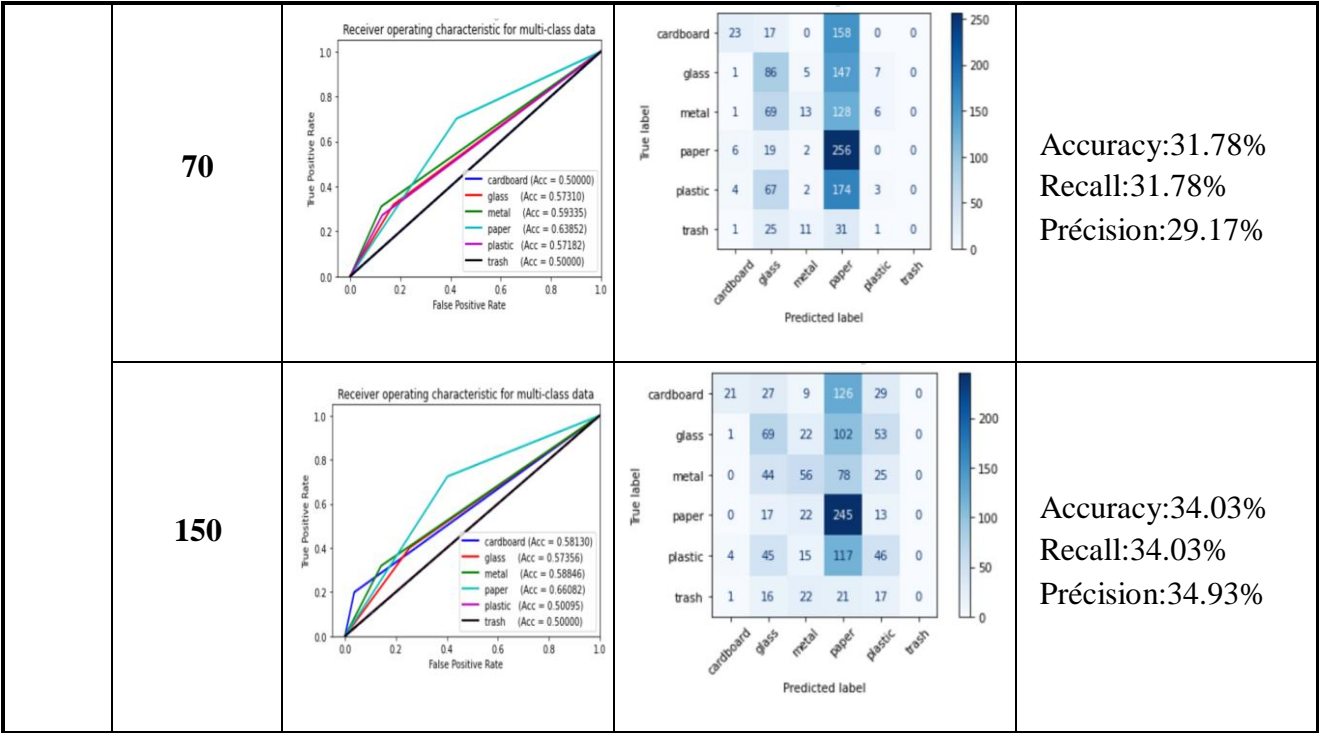 70
Receiver operating characteristic for multi-class data
True Positive Rate
1.0
0.8
0.6
0.4
0.2
0.0
cardboard (Acc = 0.50000)
glass (Acc = 0.57310)
metal (Acc = 0.59335)
paper (Acc = 0.63852)
plastic (Acc = 0.57182)
trash (Acc = 0.50000)
0.0 0.2 0.4 0.6 0.8 1.0
False Positive Rate
True label
cardboard 23 17 0 158 0 0
glass 1 86 5 147 7 0
metal 1 69 13 128 6 0
paper 6 19 2 256 0 0
plastic 4 67 2 174 3 0
trash 1 25 11 31 1 0
cardboard glass metal paper plastic trash
Predicted label
250
200
150
100
50
0
Accuracy:31.78%
Recall:31.78%
Précision:29.17%
150
Receiver operating characteristic for multi-class data
True Positive Rate
1.0
0.8
0.6
0.4
0.2
0.0
cardboard (Acc = 0.58130)
glass (Acc = 0.57356)
metal (Acc = 0.58846)
paper (Acc = 0.66082)
plastic (Acc = 0.50095)
trash (Acc = 0.50000)
0.0 0.2 0.4 0.6 0.8 1.0
False Positive Rate
True label
cardboard 21 27 9 126 29 0
glass 1 69 22 102 53 0
metal 0 44 56 78 25 0
paper 0 17 22 245 13 0
plastic 4 45 15 117 46 0
trash 1 16 22 21 17 0
cardboard glass metal paper plastic trash
Predicted label
200
150
100
50
0
Accuracy:34.03%
Recall:34.03%
Précision:34.93%